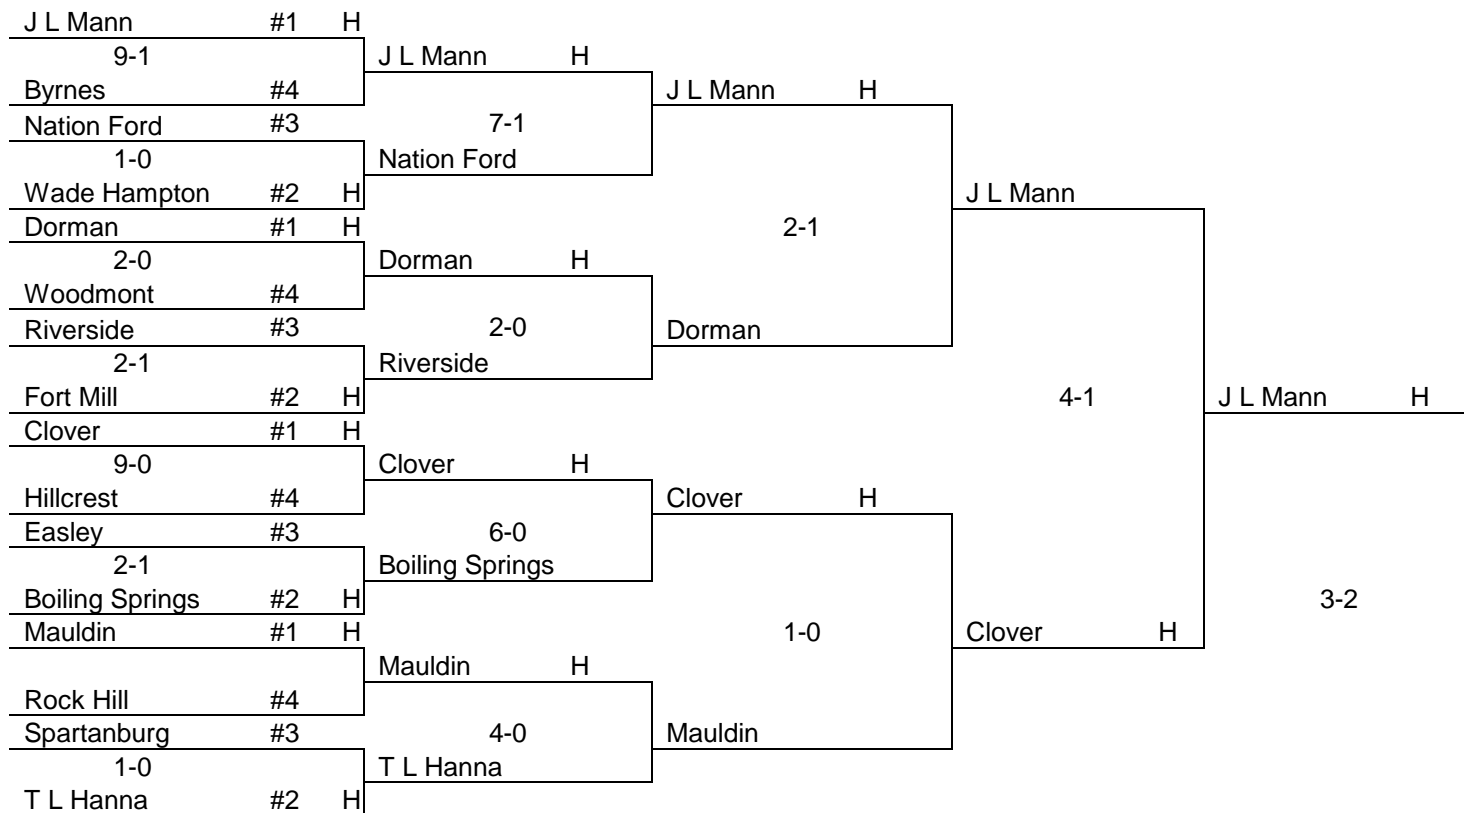 J L Mann #1 H
9-1
J L Mann H
Byrnes #4
J L Mann H
Nation Ford #3
7-1
1-0
Nation Ford
Wade Hampton #2 H
J L Mann
Dorman #1 H
2-1
2-0
Dorman H
Woodmont #4
Riverside #3
2-0
Dorman
2-1
Riverside
Fort Mill #2 H
4-1
J L Mann H
Clover #1 H
9-0
Clover H
Hillcrest #4
Clover H
Easley #3
6-0
2-1
Boiling Springs
Boiling Springs #2 H
3-2
Mauldin #1 H
1-0
Clover H
Mauldin H
Rock Hill #4
Spartanburg #3
4-0
Mauldin
1-0
T L Hanna
T L Hanna #2 H